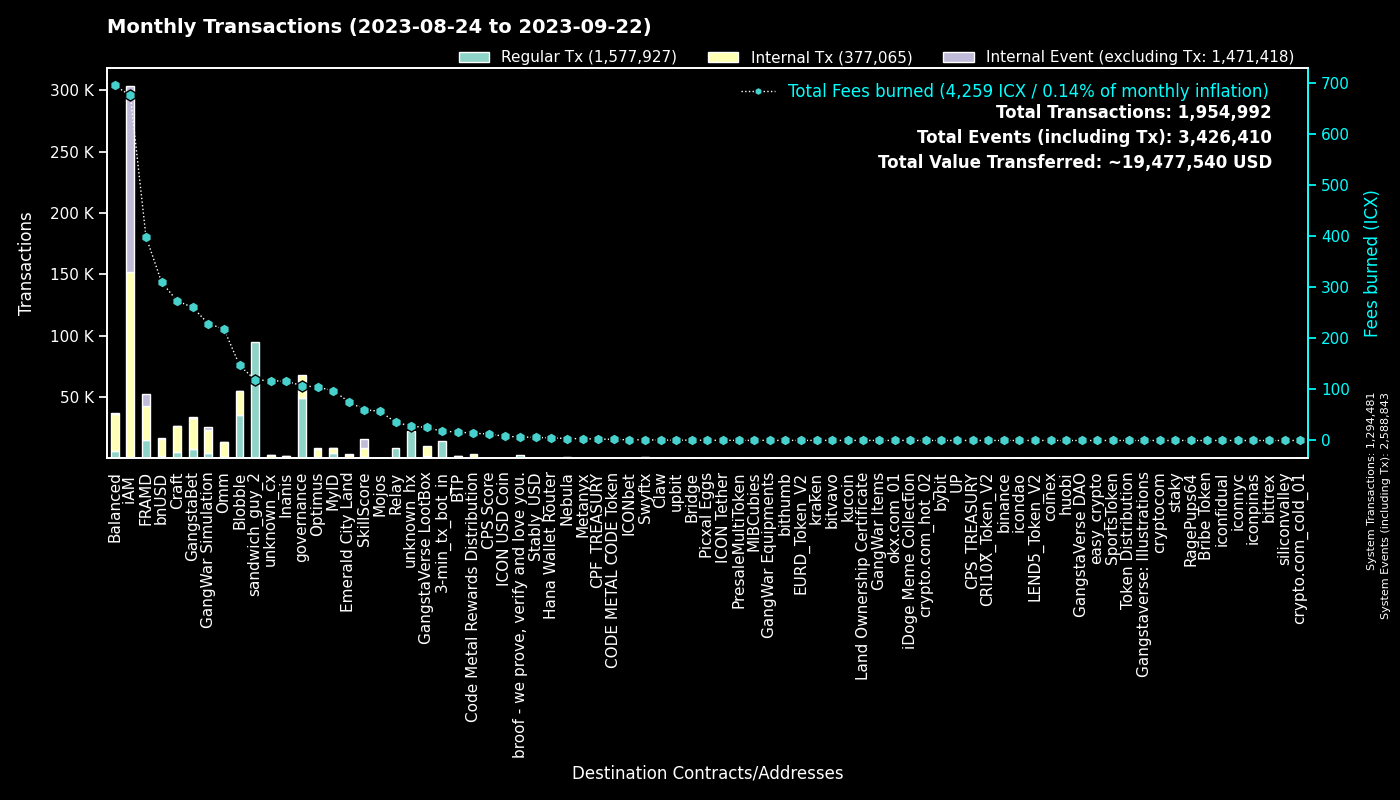 Monthly Transactions (2023-08-24 to 2023-09-22)
Regular Tx (1,577,927)
Internal Tx (377,065)
Internal Event (excluding Tx: 1,471,418)
Total Fees burned (4,259 ICX / 0.14% of monthly inflation)
Total Transactions: 1,954,992
Total Events (including Tx): 3,426,410
Total Value Transferred: ~19,477,540 USD
Transactions
300 K
250 K
200 K
150 K
100 K
50 K
700
600
500
400
300
200
100
0
Fees burned (ICX)
System Transactions: 1,294,481
System Events (including Tx): 2,588,843
Balanced
IAM
FRAMD
bnUSD
Craft
GangstaBet
GangWar Simulation
Omm
Blobble
sandwich_guy_2
unknown_cx
Inanis
governance
Optimus
MyID
Emerald City Land
SkillScore
Mojos
Relay
unknown_hx
GangstaVerse LootBox
3-min_tx_bot_in
BTP
Code Metal Rewards Distribution
CPS Score
ICON USD Coin
broof - we prove, verify and love you.
Stably_USD
Hana Wallet Router
Nebula
Metanyx
CPF_TREASURY
CODE METAL CODE Token
ICONbet
Swyftx
Claw
upbit
Bridge
Picxal Eggs
ICON Tether
PresaleMultiToken
MIBCubies
GangWar Equipments
bithumb
EURD_Token_V2
kraken
bitvavo
kucoin
Land Ownership Certificate
GangWar Items
okx.com_01
iDoge Meme Collection
crypto.com_hot_02
bybit
UP
CPS_TREASURY
CRI10X_Token_V2
binance
icondao
LEND5_Token_V2
coinex
huobi
GangstaVerse DAO
easy_crypto
SportsToken
Token Distribution
Gangstaverse: Illustrations
cryptocom
staky
RagePups64
Bribe Token
iconfidual
iconnyc
iconpinas
bittrex
siliconvalley
crypto.com_cold_01
Destination Contracts/Addresses